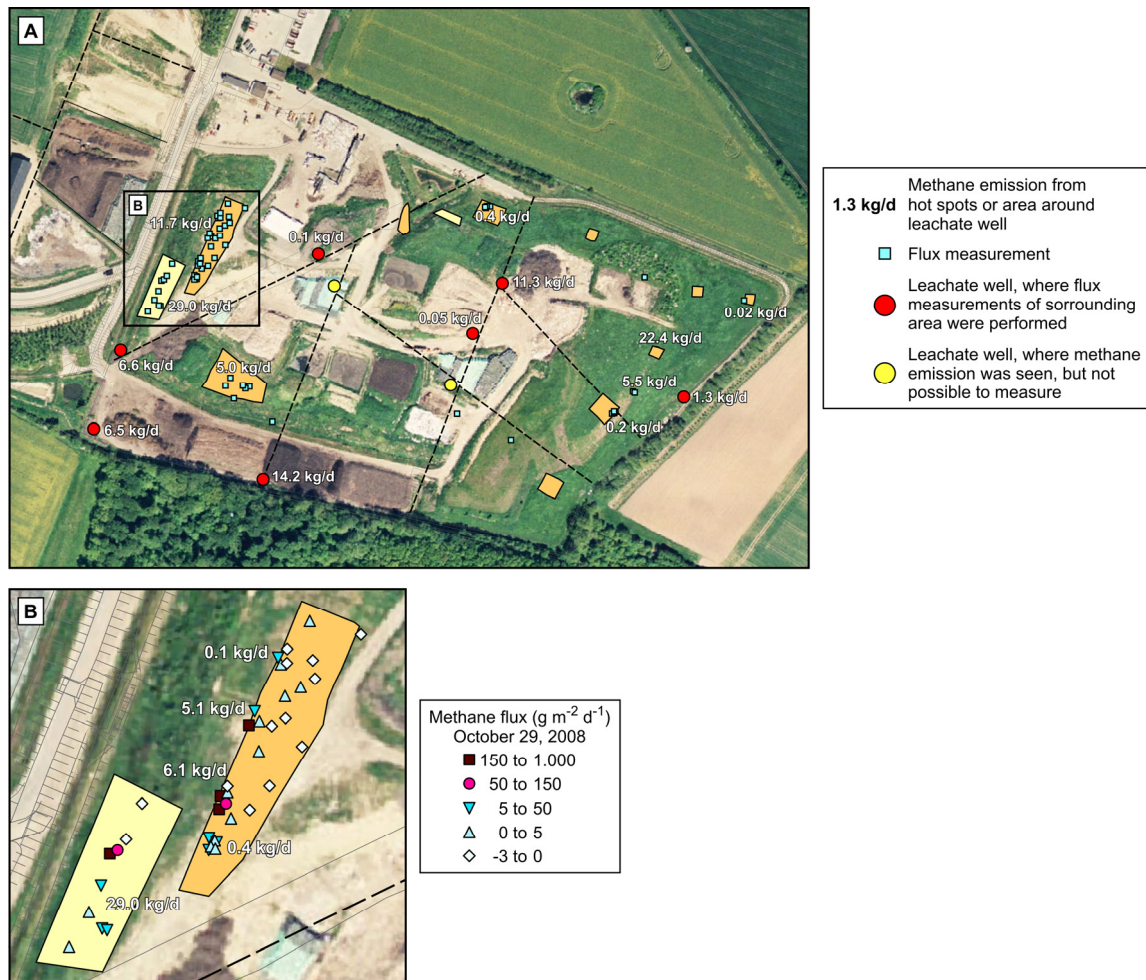 A
B
11.7 kg/d
0.4 kg/d
0.1 kg/d
11.3 kg/d
29.0 kg/d
0.02 kg/d
0.05 kg/d
22.4 kg/d
6.6 kg/d
5.0 kg/d
5.5 kg/d
1.3 kg/d
0.2 kg/d
6.5 kg/d
14.2 kg/d
1.3 kg/d
Methane emission from
hot spots or area around
leachate well
Flux measurement
Leachate well, where flux
measurements of sorrounding
area were performed
Leachate well, where methane
emission was seen, but not
possible to measure
B
0.1 kg/d
5.1 kg/d
6.1 kg/d
0.4 kg/d
29.0 kg/d
Methane flux (g m⁻² d⁻¹)
October 29, 2008
150 to 1.000
50 to 150
5 to 50
0 to 5
-3 to 0